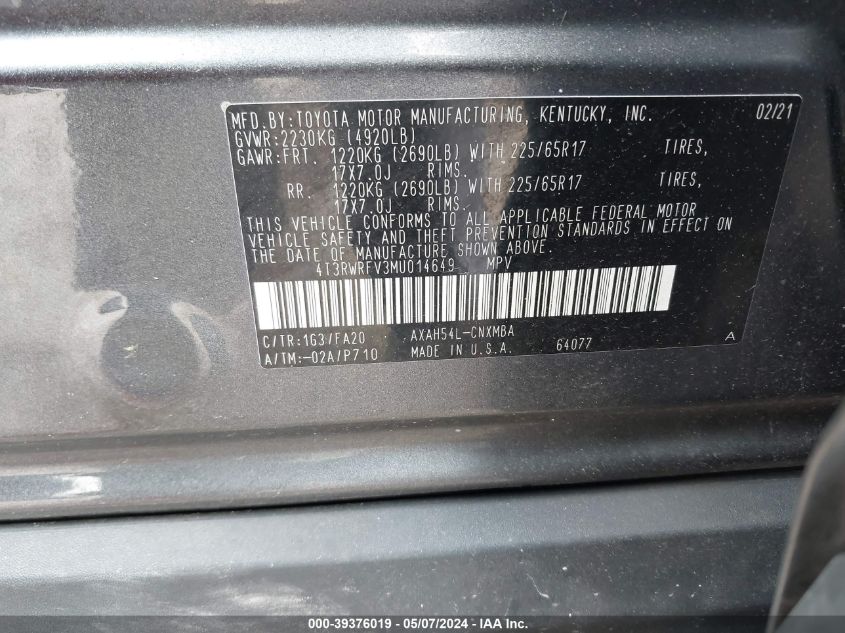 MFD.BY:TOYOTA MOTOR MANUFACTURING, KENTUCKY, INC. 02/21
GVWR:2230KG (4920LB)
GAWR:FRT. 1220KG (2690LB) WITH 225/65R17 TIRES,
17X7.0J RIMS.
RR. 1220KG (2690LB) WITH 225/65R17 TIRES,
17X7.0J RIMS.
THIS VEHICLE CONFORMS TO ALL APPLICABLE FEDERAL MOTOR
VEHICLE SAFETY AND THEFT PREVENTION STANDARDS IN EFFECT ON
THE DATE OF MANUFACTURE SHOWN ABOVE.
4T3RWRFV3MU014649 MPV
C/TR:1G3/FA20 AXAH54L-CNXMBA A
A/TM:-02A/P710 MADE IN U.S.A. 64077
000-39376019 - 05/07/2024 - IAAI.COM